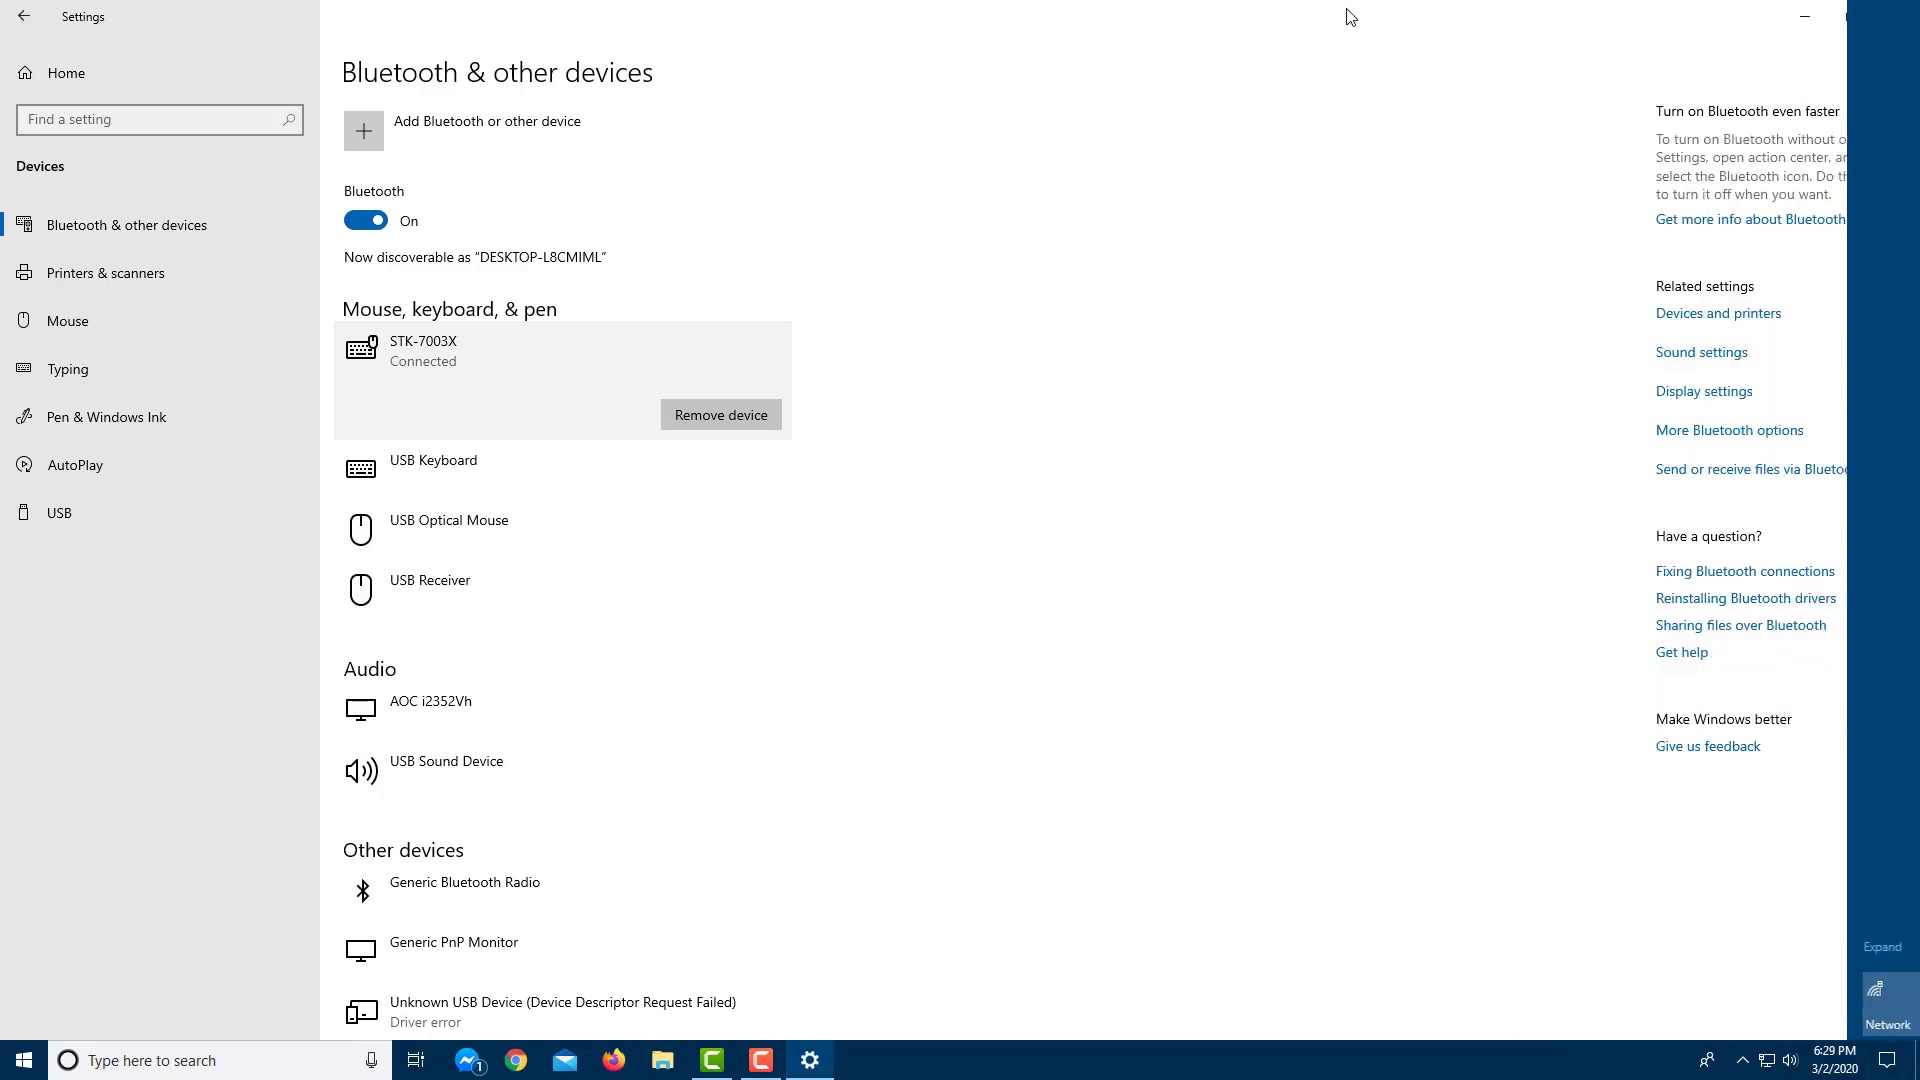 Settings
Home
Find a setting
Devices
Bluetooth & other devices
Printers & scanners
Mouse
Typing
Pen & Windows Ink
AutoPlay
USB
Bluetooth & other devices
Add Bluetooth or other device
Bluetooth
On
Now discoverable as “DESKTOP-L8CMIML”
Mouse, keyboard, & pen
STK-7003X
Connected
Remove device
USB Keyboard
USB Optical Mouse
USB Receiver
Audio
AOC i2352Vh
USB Sound Device
Other devices
Generic Bluetooth Radio
Generic PnP Monitor
Unknown USB Device (Device Descriptor Request Failed)
Driver error
Turn on Bluetooth even faster
To turn on Bluetooth without o
Settings, open action center, an
select the Bluetooth icon. Do th
to turn it off when you want.
Get more info about Bluetooth
Related settings
Devices and printers
Sound settings
Display settings
More Bluetooth options
Send or receive files via Blueto
Have a question?
Fixing Bluetooth connections
Reinstalling Bluetooth drivers
Sharing files over Bluetooth
Get help
Make Windows better
Give us feedback
Expand
Network
Type here to search
1
6:29 PM
3/2/2020